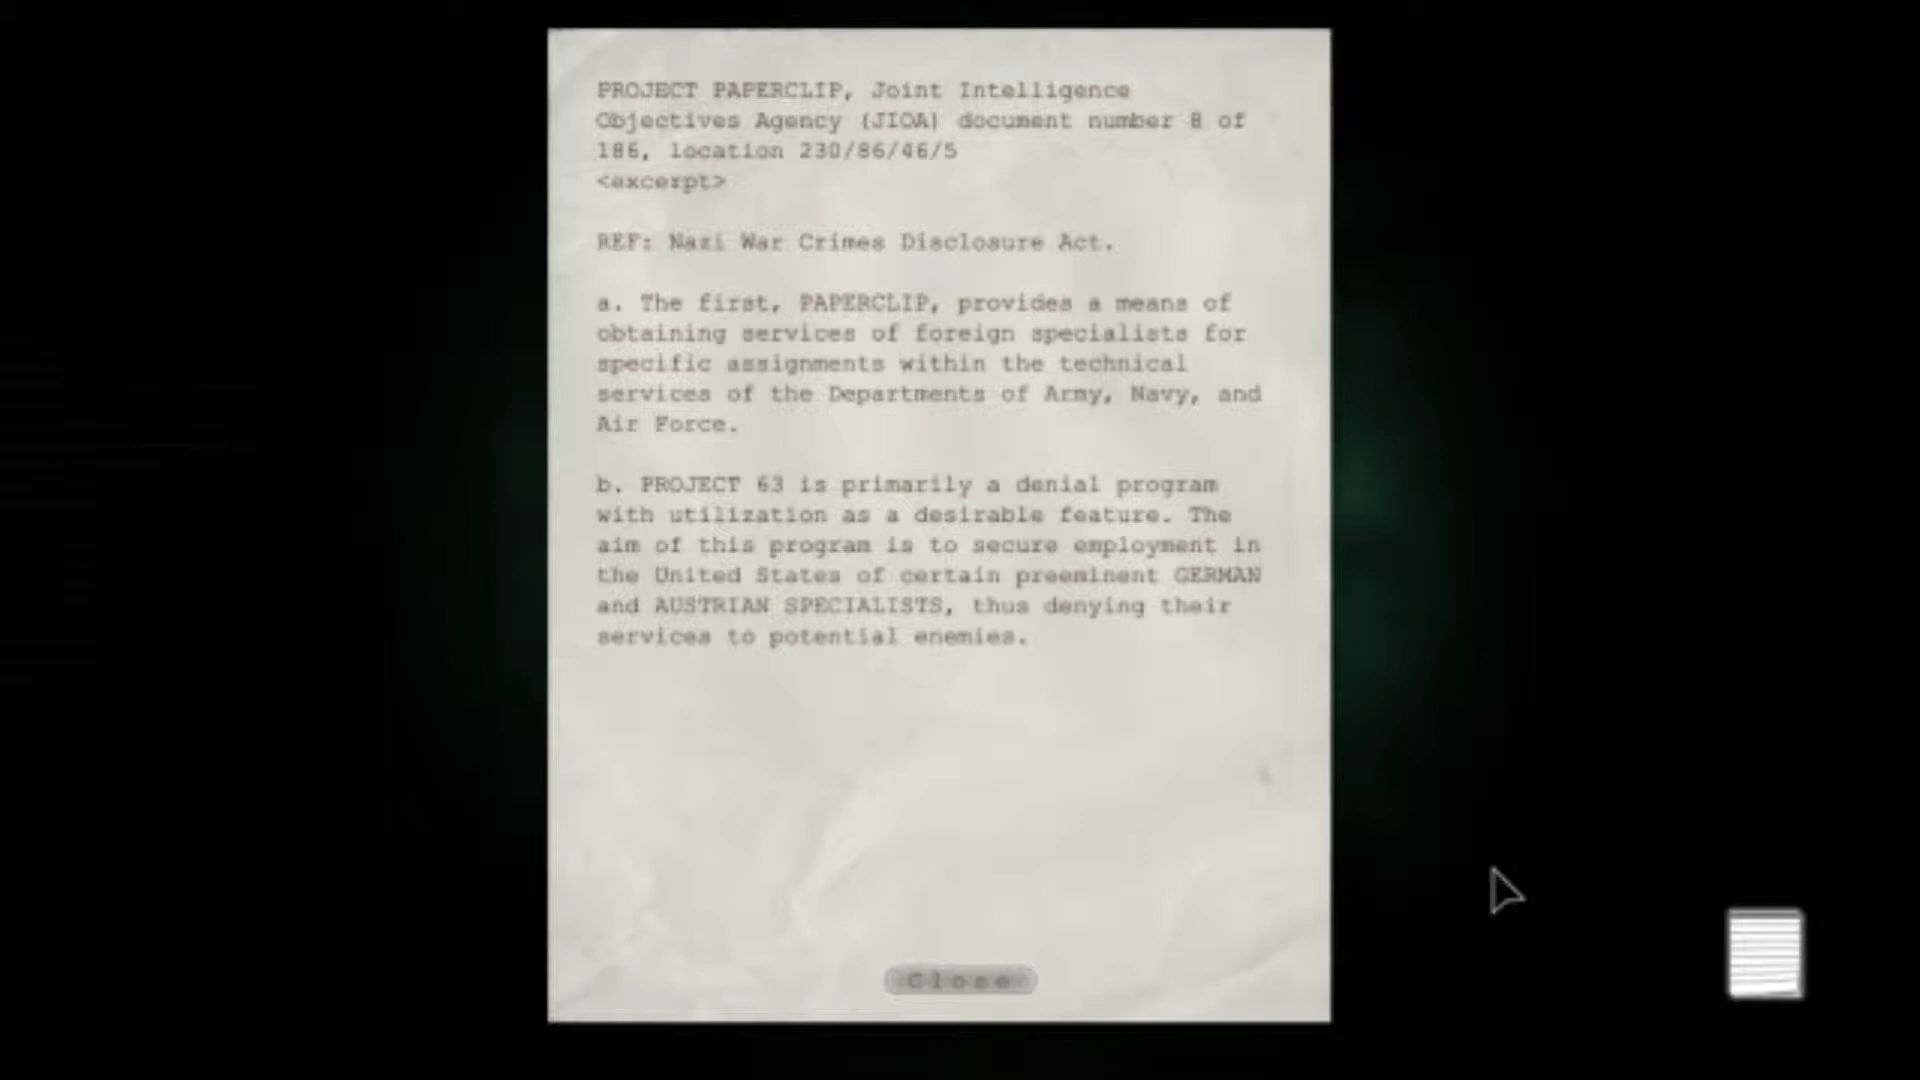 PROJECT PAPERCLIP, Joint Intelligence
Objectives Agency (JIOA) document number 8 of
186, location 230/86/46/5
<excerpt>
REF: Nazi War Crimes Disclosure Act.
a. The first, PAPERCLIP, provides a means of
obtaining services of foreign specialists for
specific assignments within the technical
services of the Departments of Army, Navy, and
Air Force.
b. PROJECT 63 is primarily a denial program
with utilization as a desirable feature. The
aim of this program is to secure employment in
the United States of certain preeminent GERMAN
and AUSTRIAN SPECIALISTS, thus denying their
services to potential enemies.
Close